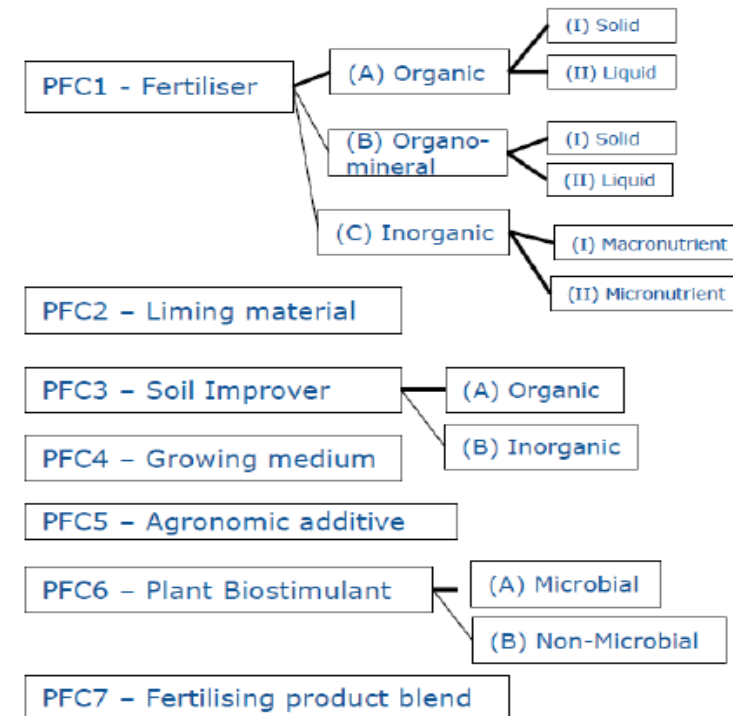 PFC1 - Fertiliser
(A) Organic
(I) Solid
(II) Liquid
(B) Organo-
mineral
(I) Solid
(II) Liquid
(C) Inorganic
(I) Macronutrient
(II) Micronutrient
PFC2 – Liming material
PFC3 – Soil Improver
(A) Organic
(B) Inorganic
PFC4 – Growing medium
PFC5 – Agronomic additive
PFC6 – Plant Biostimulant
(A) Microbial
(B) Non-Microbial
PFC7 – Fertilising product blend